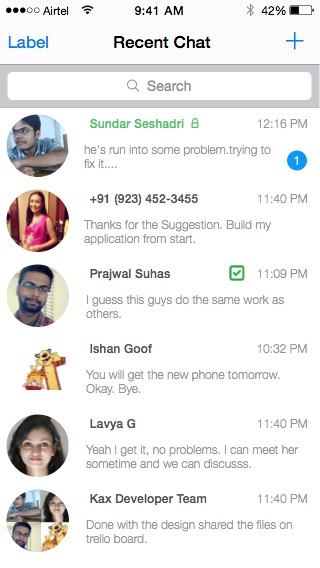 Airtel 9:41 AM 42%
Label Recent Chat
Search
Sundar Seshadri 12:16 PM
he's run into some problem.trying to
fix it.... 1
+91 (923) 452-3455 11:40 PM
Thanks for the Suggestion. Build my
application from start.
Prajwal Suhas 11:09 PM
I guess this guys do the same work as
others.
Ishan Goof 10:32 PM
You will get the new phone tomorrow.
Okay. Bye.
Lavya G 11:40 PM
Yeah I get it, no problems. I can meet her
sometime and we can discusss.
Kax Developer Team 11:40 PM
Done with the design shared the files on
trello board.